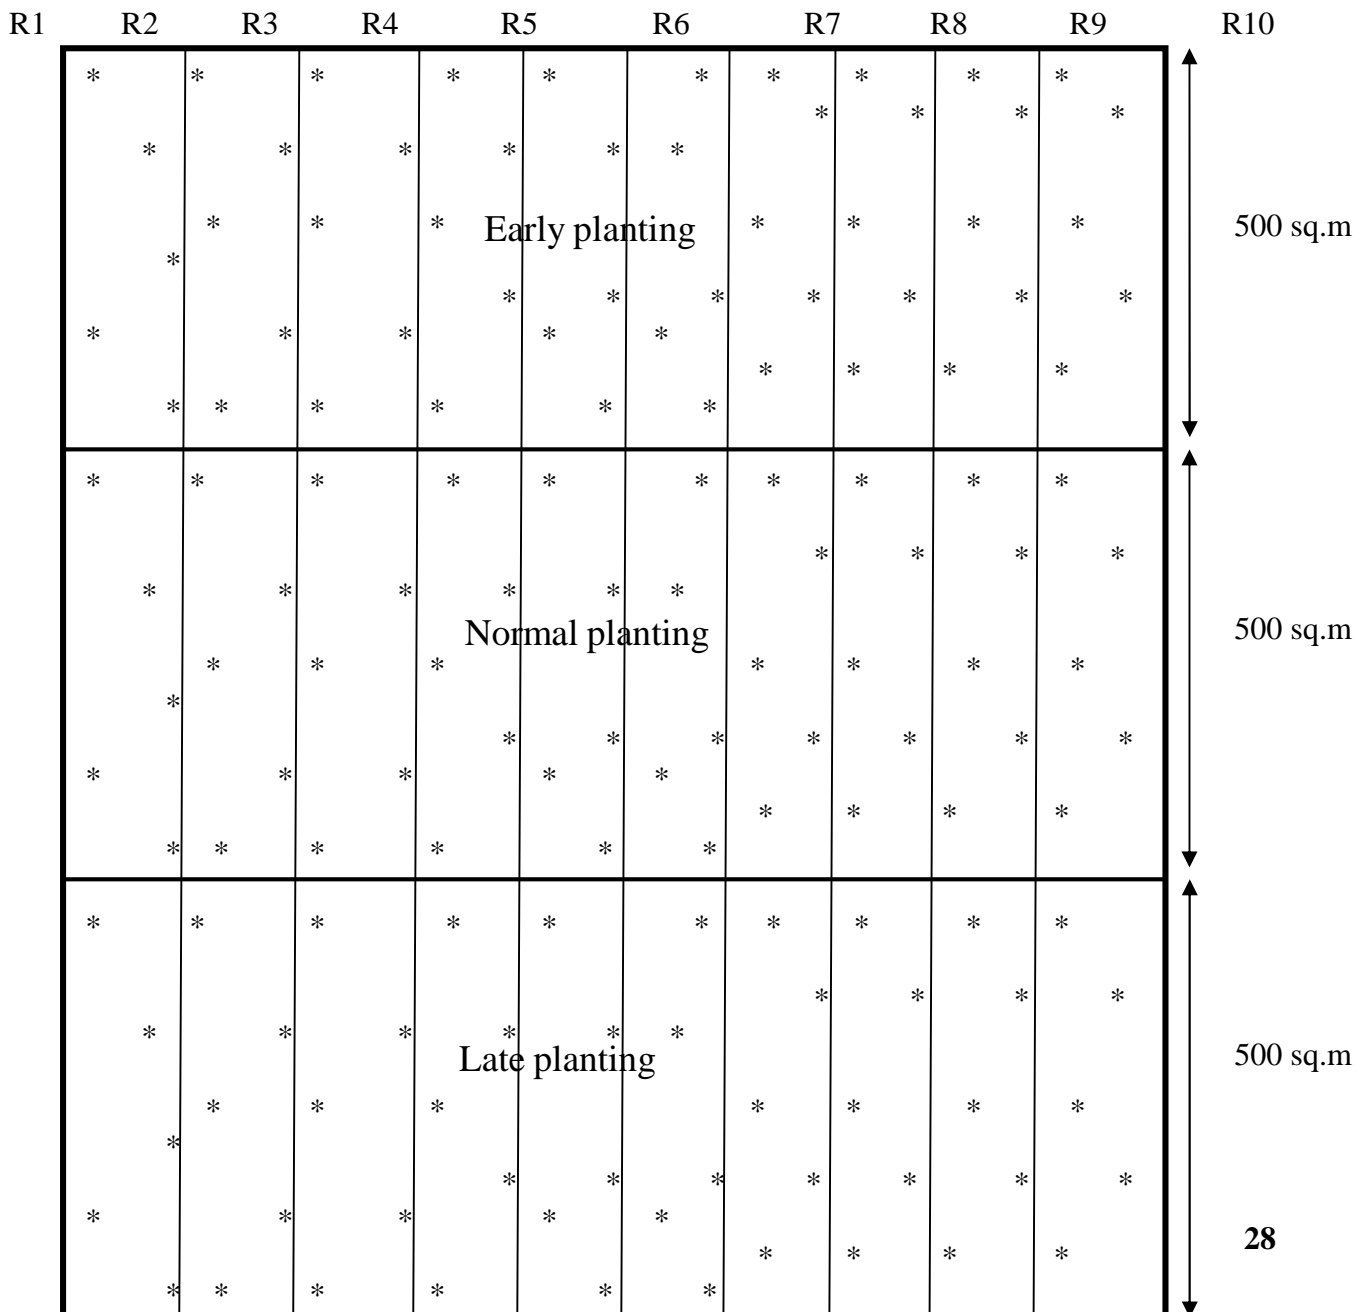 R1 R2 R3 R4 R5 R6 R7 R8 R9 R10
Early planting
500 sq.m
Normal planting
500 sq.m
Late planting
500 sq.m
28